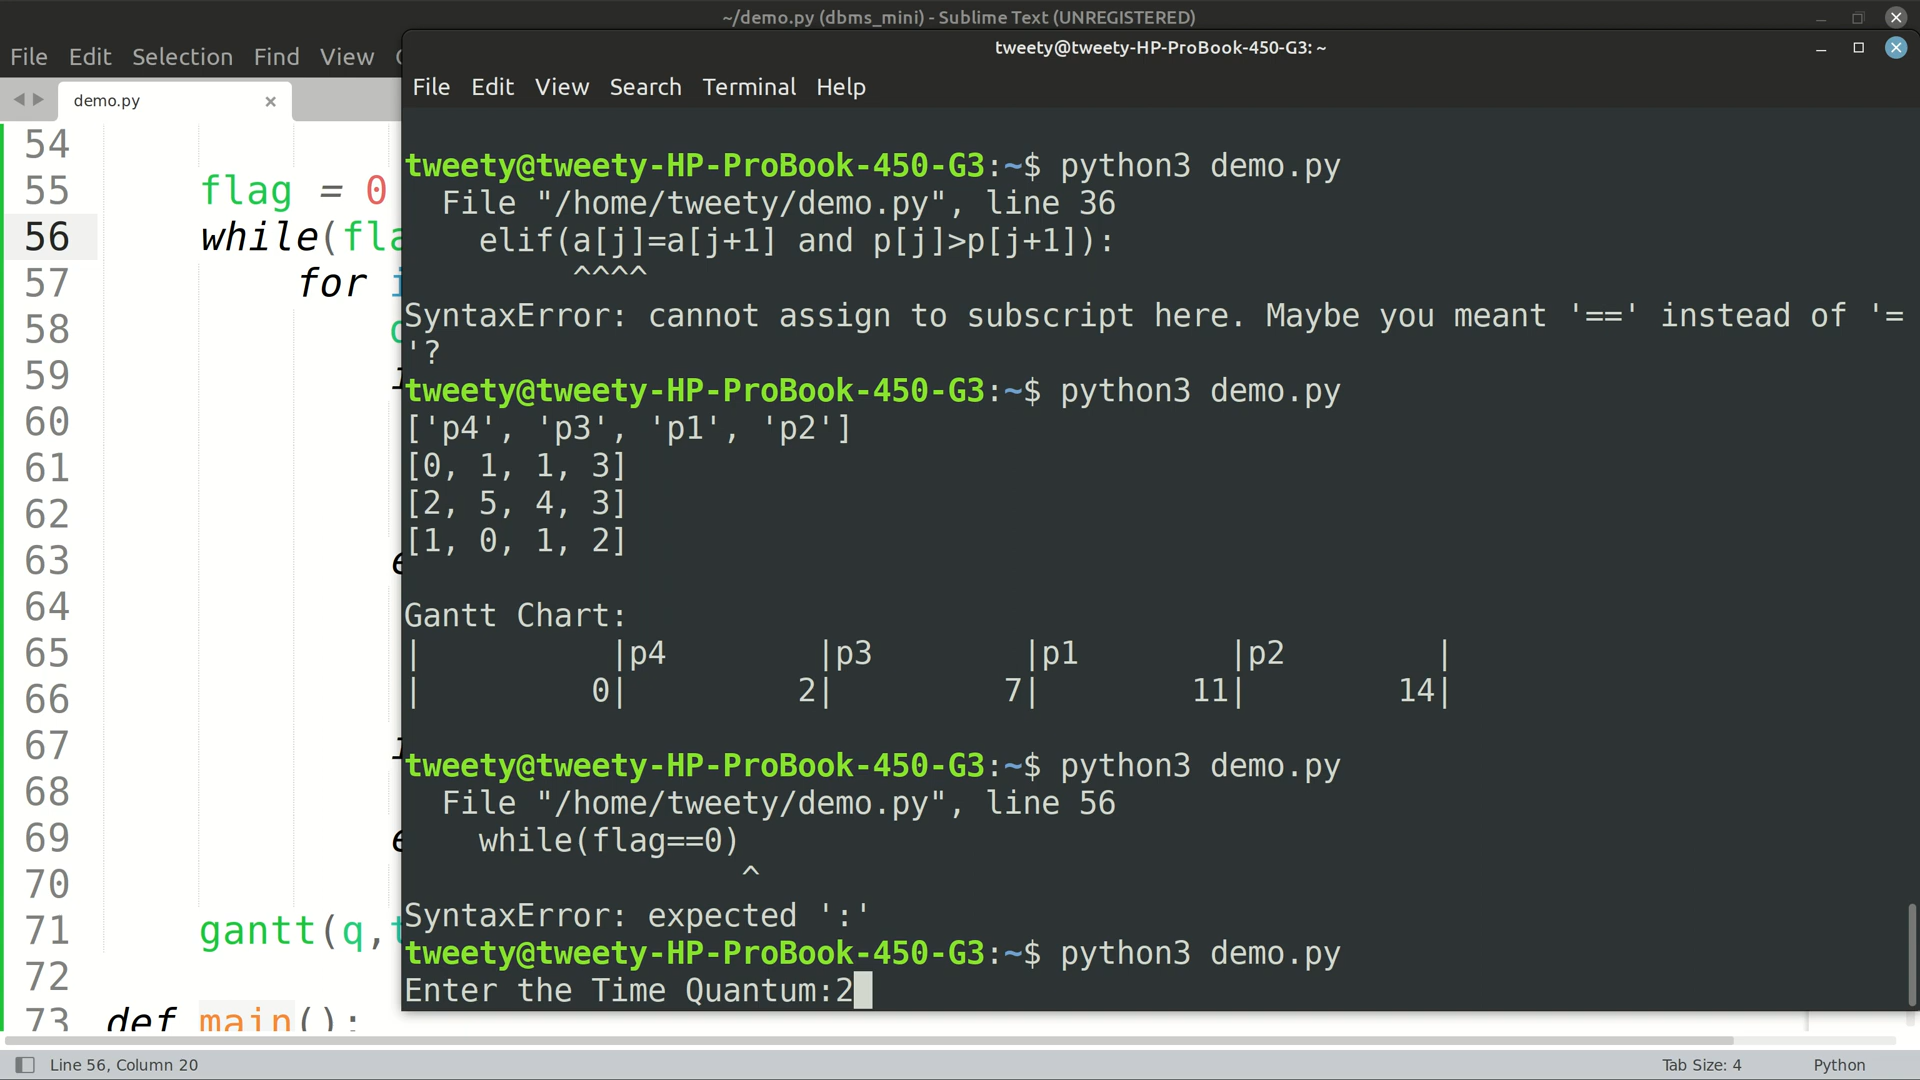 ~/demo.py (dbms_mini) - Sublime Text (UNREGISTERED)
File Edit Selection Find View
tweety@tweety-HP-ProBook-450-G3: ~
File Edit View Search Terminal Help
demo.py
54
55 flag = 0
56 while(fla
57 for i
58
59
60
61
62
63
64
65
66
67
68
69
70
71 gantt(q,t
72
73 def main():
tweety@tweety-HP-ProBook-450-G3:~$ python3 demo.py
File "/home/tweety/demo.py", line 36
elif(a[j]=a[j+1] and p[j]>p[j+1]):
^^^^
SyntaxError: cannot assign to subscript here. Maybe you meant '==' instead of '=
'?
tweety@tweety-HP-ProBook-450-G3:~$ python3 demo.py
['p4', 'p3', 'p1', 'p2']
[0, 1, 1, 3]
[2, 5, 4, 3]
[1, 0, 1, 2]
Gantt Chart:
| |p4 |p3 |p1 |p2 |
| 0| 2| 7| 11| 14|
tweety@tweety-HP-ProBook-450-G3:~$ python3 demo.py
File "/home/tweety/demo.py", line 56
while(flag==0)
^
SyntaxError: expected ':'
tweety@tweety-HP-ProBook-450-G3:~$ python3 demo.py
Enter the Time Quantum:2
Line 56, Column 20
Tab Size: 4
Python